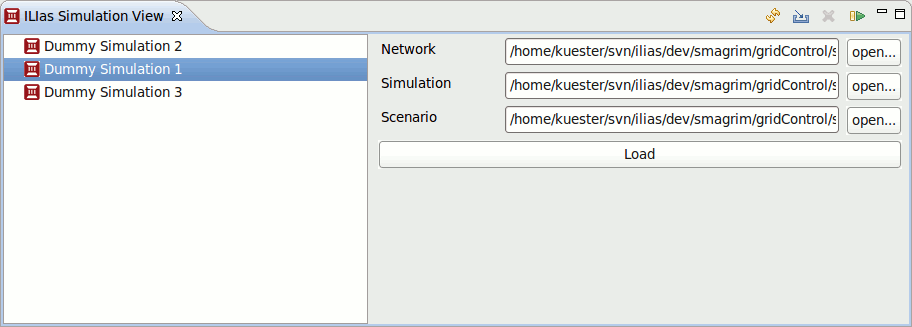 ILIas Simulation View
Dummy Simulation 2
Dummy Simulation 1
Dummy Simulation 3
Network /home/kuester/svn/ilias/dev/smagrim/gridControl/s open...
Simulation /home/kuester/svn/ilias/dev/smagrim/gridControl/s open...
Scenario /home/kuester/svn/ilias/dev/smagrim/gridControl/s open...
Load